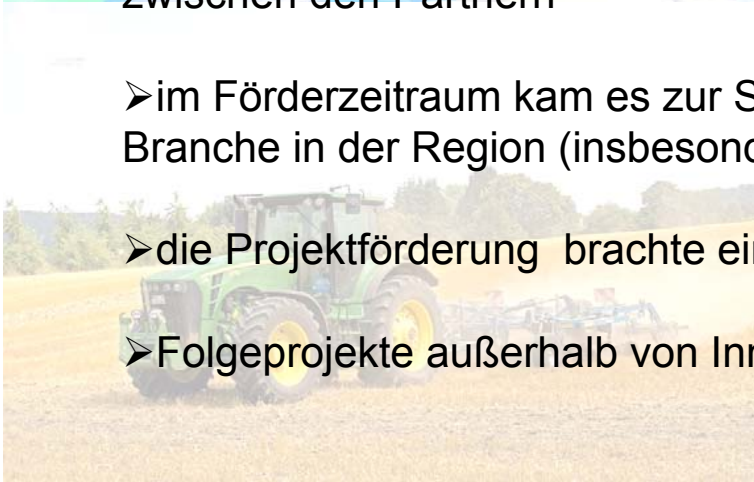 zwischen den Partnern
➢im Förderzeitraum kam es zur S
Branche in der Region (insbesond
➢die Projektförderung  brachte ei
➢Folgeprojekte außerhalb von Inn